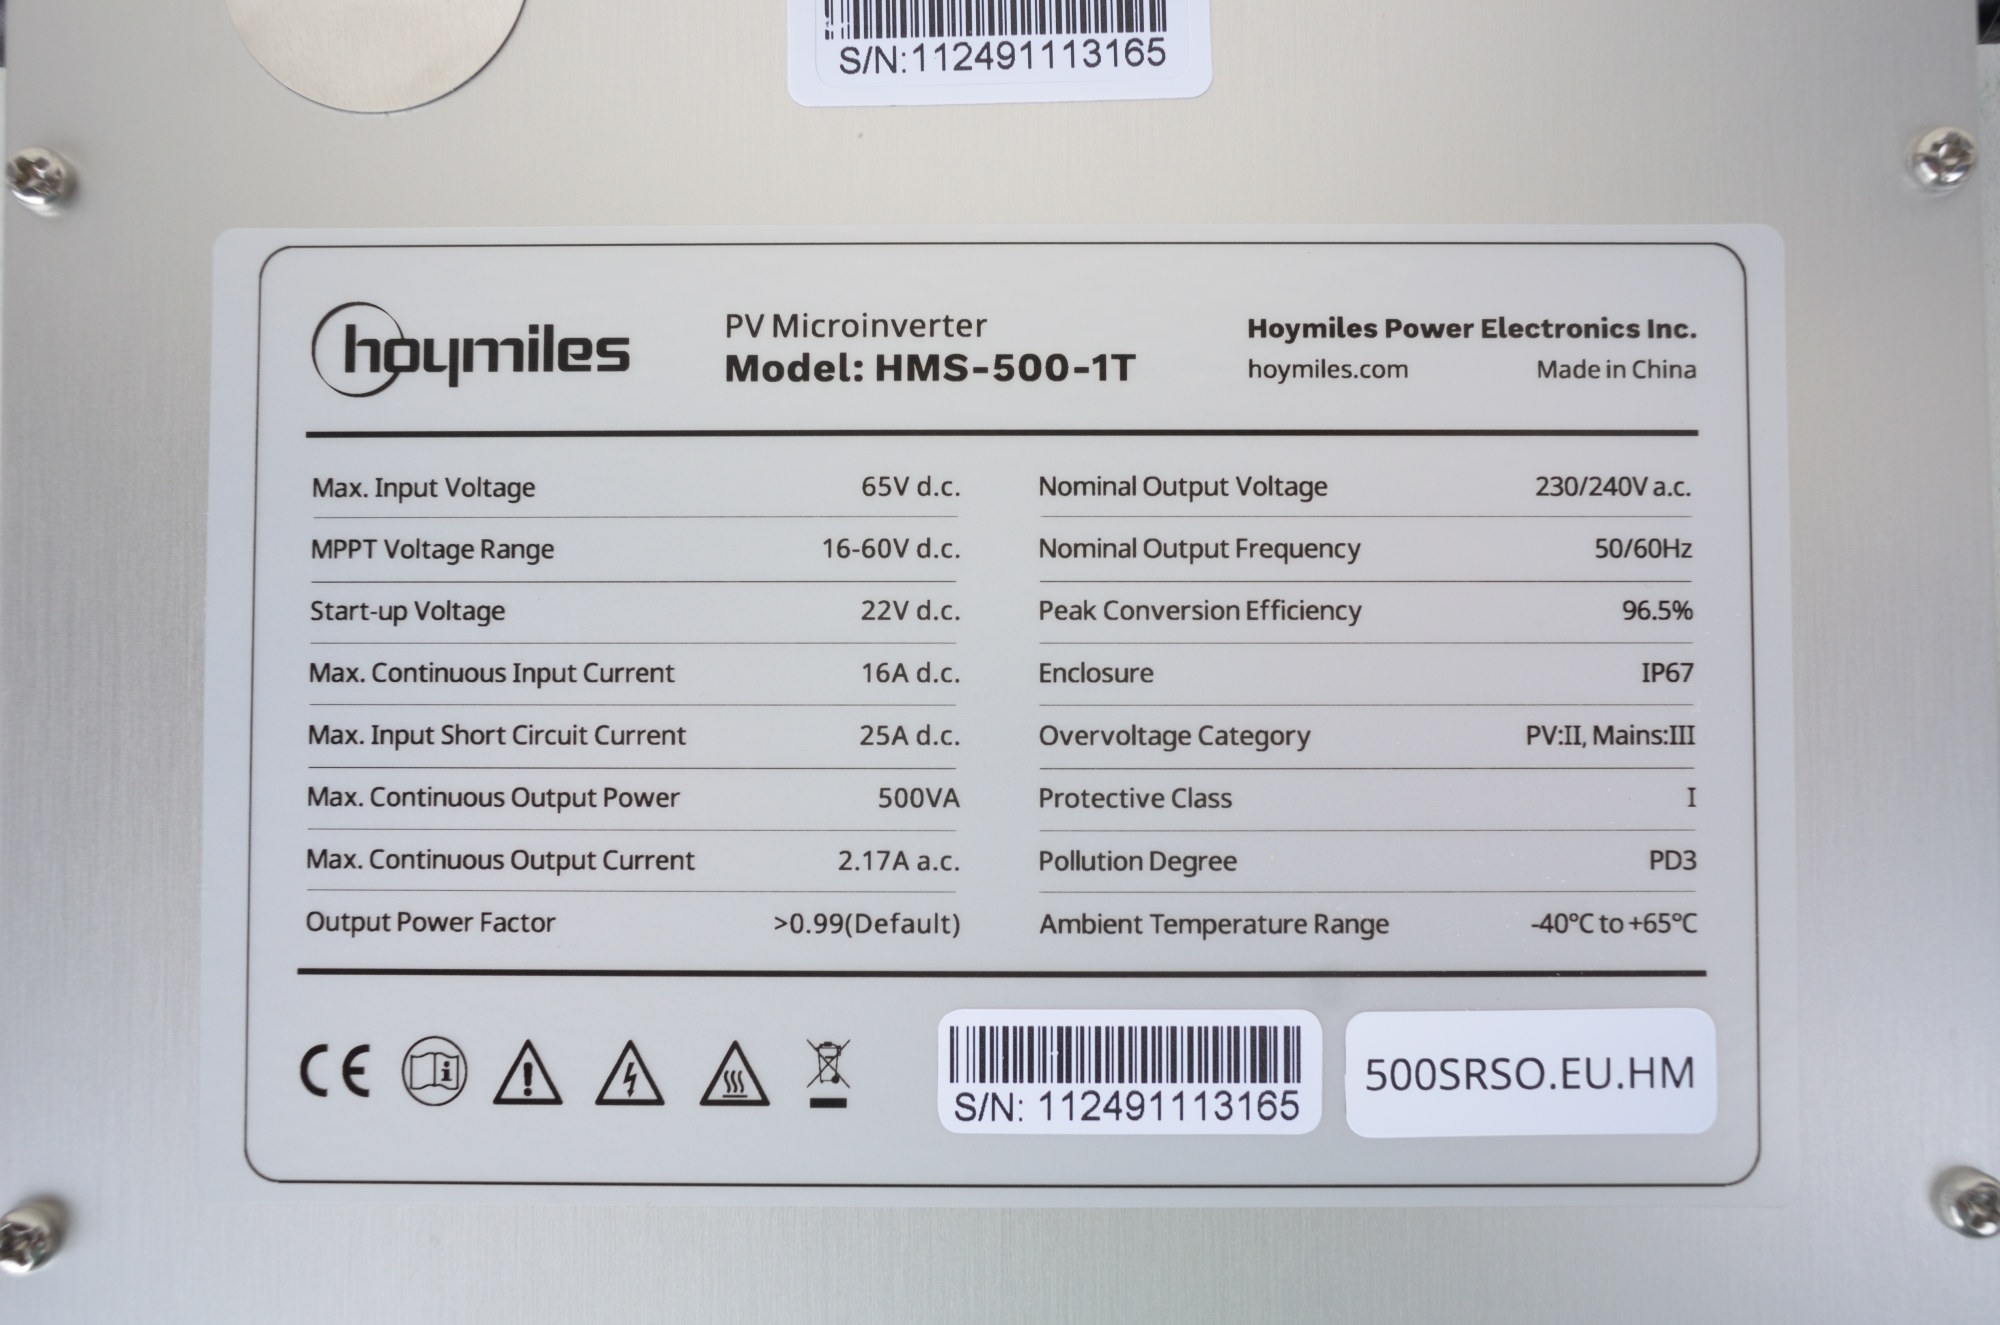 S/N:112491113165
hoymiles
PV Microinverter
Model: HMS-500-1T
Hoymiles Power Electronics Inc.
hoymiles.com Made in China
Max. Input Voltage 65V d.c.
MPPT Voltage Range 16-60V d.c.
Start-up Voltage 22V d.c.
Max. Continuous Input Current 16A d.c.
Max. Input Short Circuit Current 25A d.c.
Max. Continuous Output Power 500VA
Max. Continuous Output Current 2.17A a.c.
Output Power Factor >0.99(Default)
Nominal Output Voltage 230/240V a.c.
Nominal Output Frequency 50/60Hz
Peak Conversion Efficiency 96.5%
Enclosure IP67
Overvoltage Category PV:II, Mains:III
Protective Class I
Pollution Degree PD3
Ambient Temperature Range -40°C to +65°C
CE
S/N: 112491113165
500SRSO.EU.HM